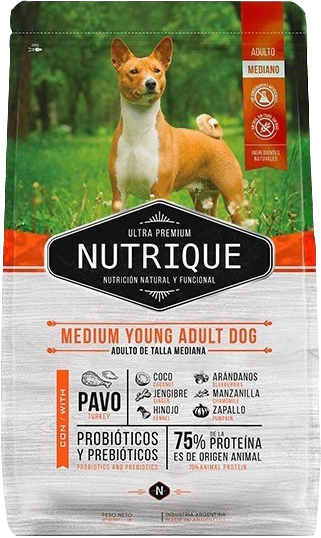 ADULTO
MEDIANO
INGREDIENTES
NATURALES
ULTRA PREMIUM
NUTRIQUE
NUTRICIÓN NATURAL Y FUNCIONAL
MEDIUM YOUNG ADULT DOG
ADULTO DE TALLA MEDIANA
CON / WITH
PAVO
TURKEY
COCO
COCONUT
JENGIBRE
GINGER
HINOJO
FENNEL
ARÁNDANOS
BLUEBERRIES
MANZANILLA
CHAMOMILE
ZAPALLO
PUMPKIN
PROBIÓTICOS
Y PREBIÓTICOS
PROBIOTICS AND PREBIOTICS
75% DE LA PROTEÍNA
ES DE ORIGEN ANIMAL
75% ANIMAL PROTEIN
N
PESO NETO
INDUSTRIA ARGENTINA
MADE IN ARGENTINA